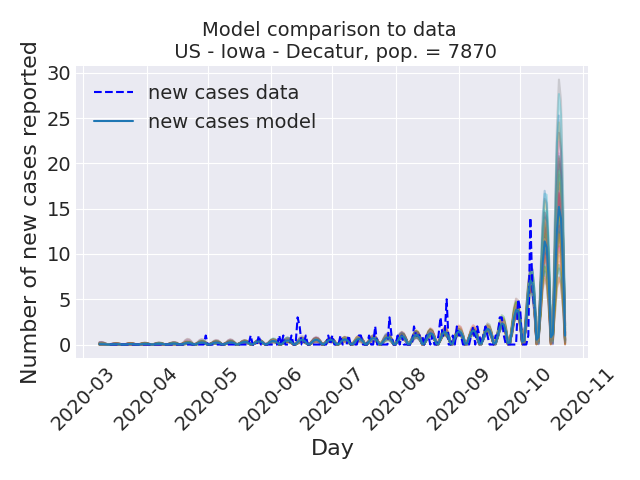 Model comparison to data
US - Iowa - Decatur, pop. = 7870
Number of new cases reported
30
25
20
15
10
5
0
new cases data
new cases model
2020-03
2020-04
2020-05
2020-06
2020-07
2020-08
2020-09
2020-10
2020-11
Day